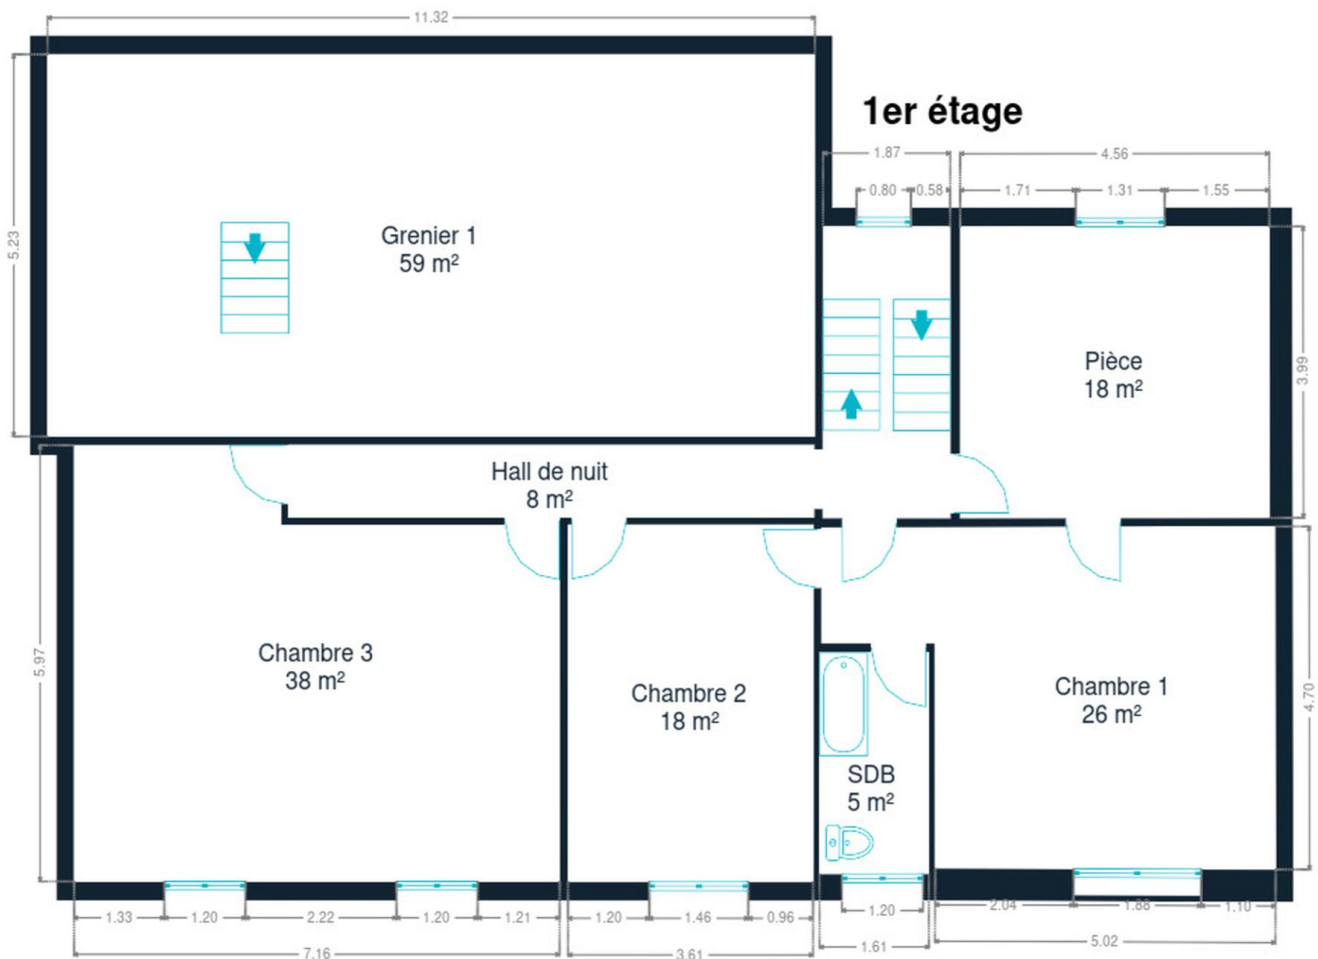 11.32
1er étage
1.87
4.56
0.80
0.58
1.71
1.31
1.55
5.23
Grenier 1
59 m²
3.99
Pièce
18 m²
Hall de nuit
8 m²
5.97
Chambre 3
38 m²
Chambre 2
18 m²
Chambre 1
26 m²
4.70
SDB
5 m²
1.33
1.20
2.22
1.20
1.21
1.20
1.46
0.96
1.20
2.04
1.88
1.10
7.16
3.61
1.61
5.02